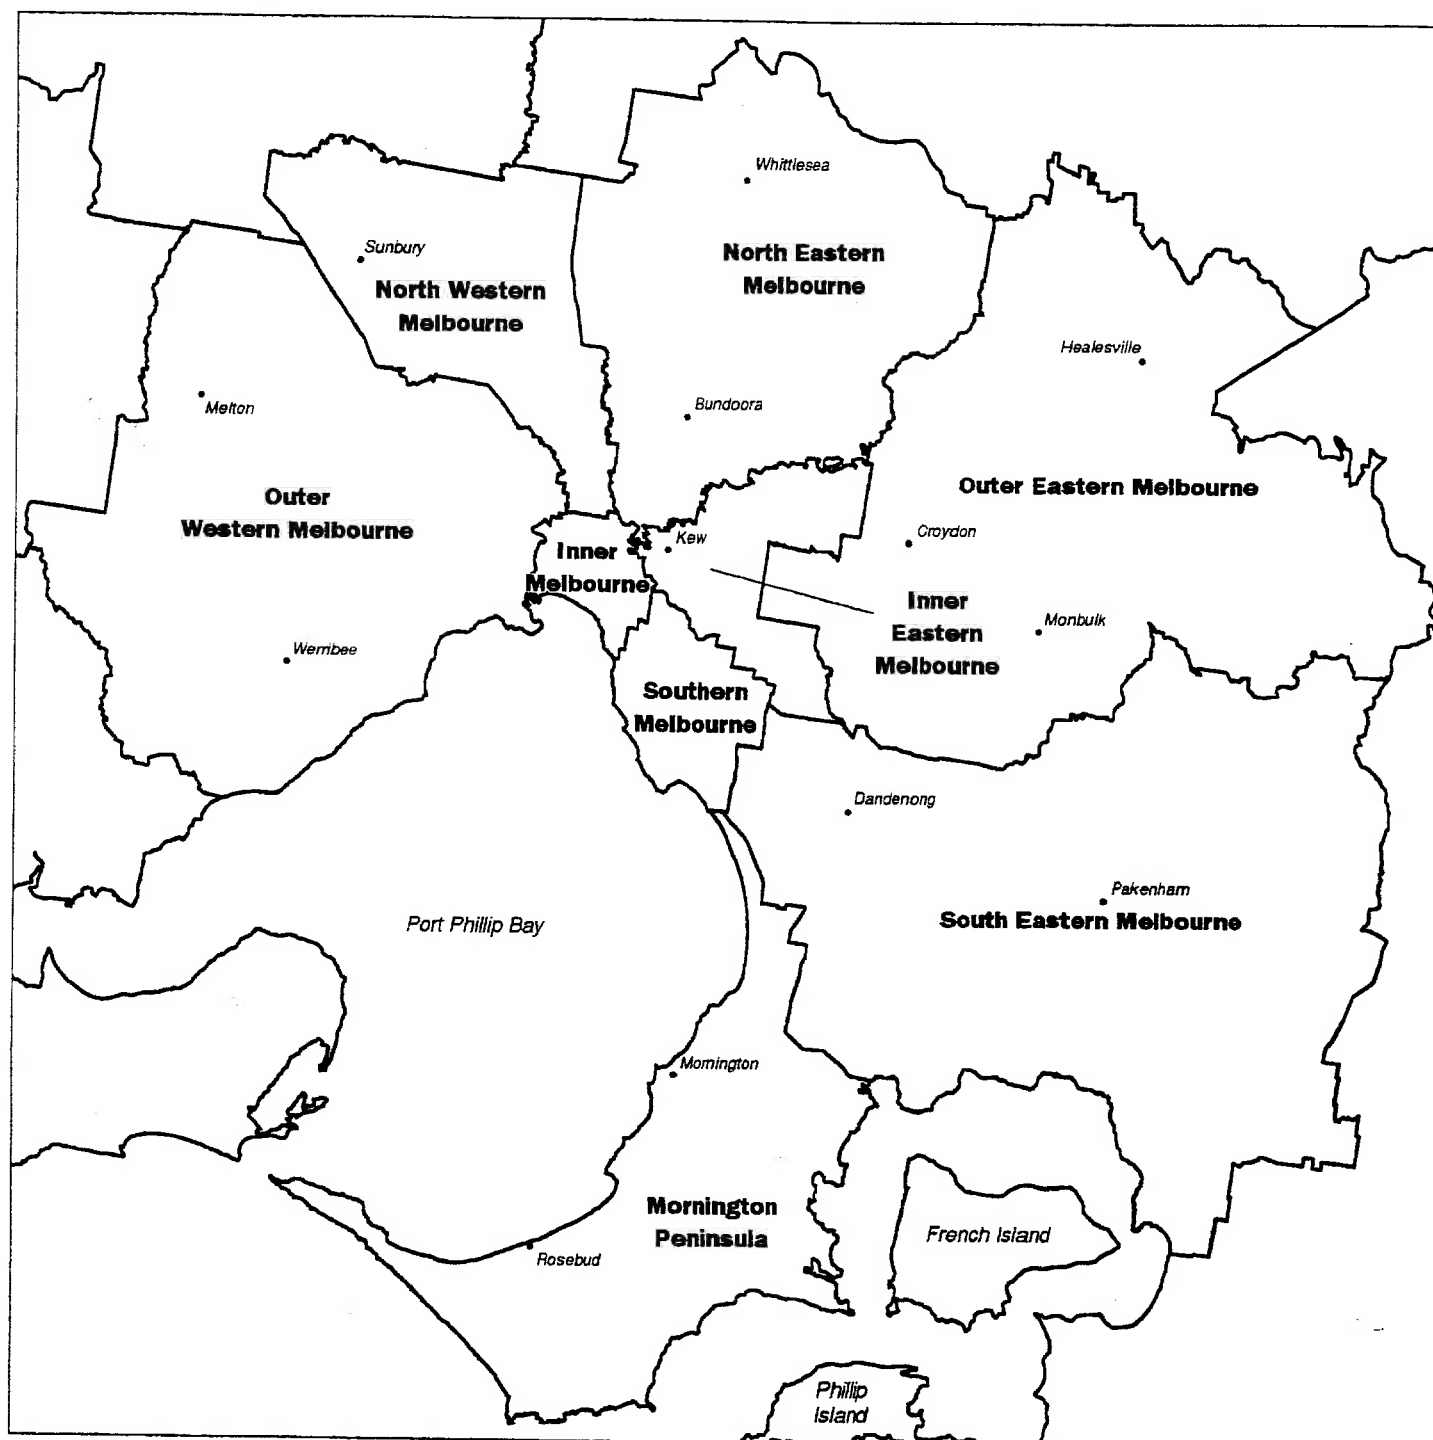 Whittlesea
North Eastern
Melbourne
Sunbury
North Western
Melbourne
Healesville
Melton
Bundoora
Outer
Western Melbourne
Outer Eastern Melbourne
Croydon
Kew
Inner
Melbourne
Inner
Eastern
Melbourne
Monbulk
Werribee
Southern
Melbourne
Dandenong
Pakenham
South Eastern Melbourne
Port Phillip Bay
Mornington
Mornington
Peninsula
French Island
Rosebud
Phillip
Island